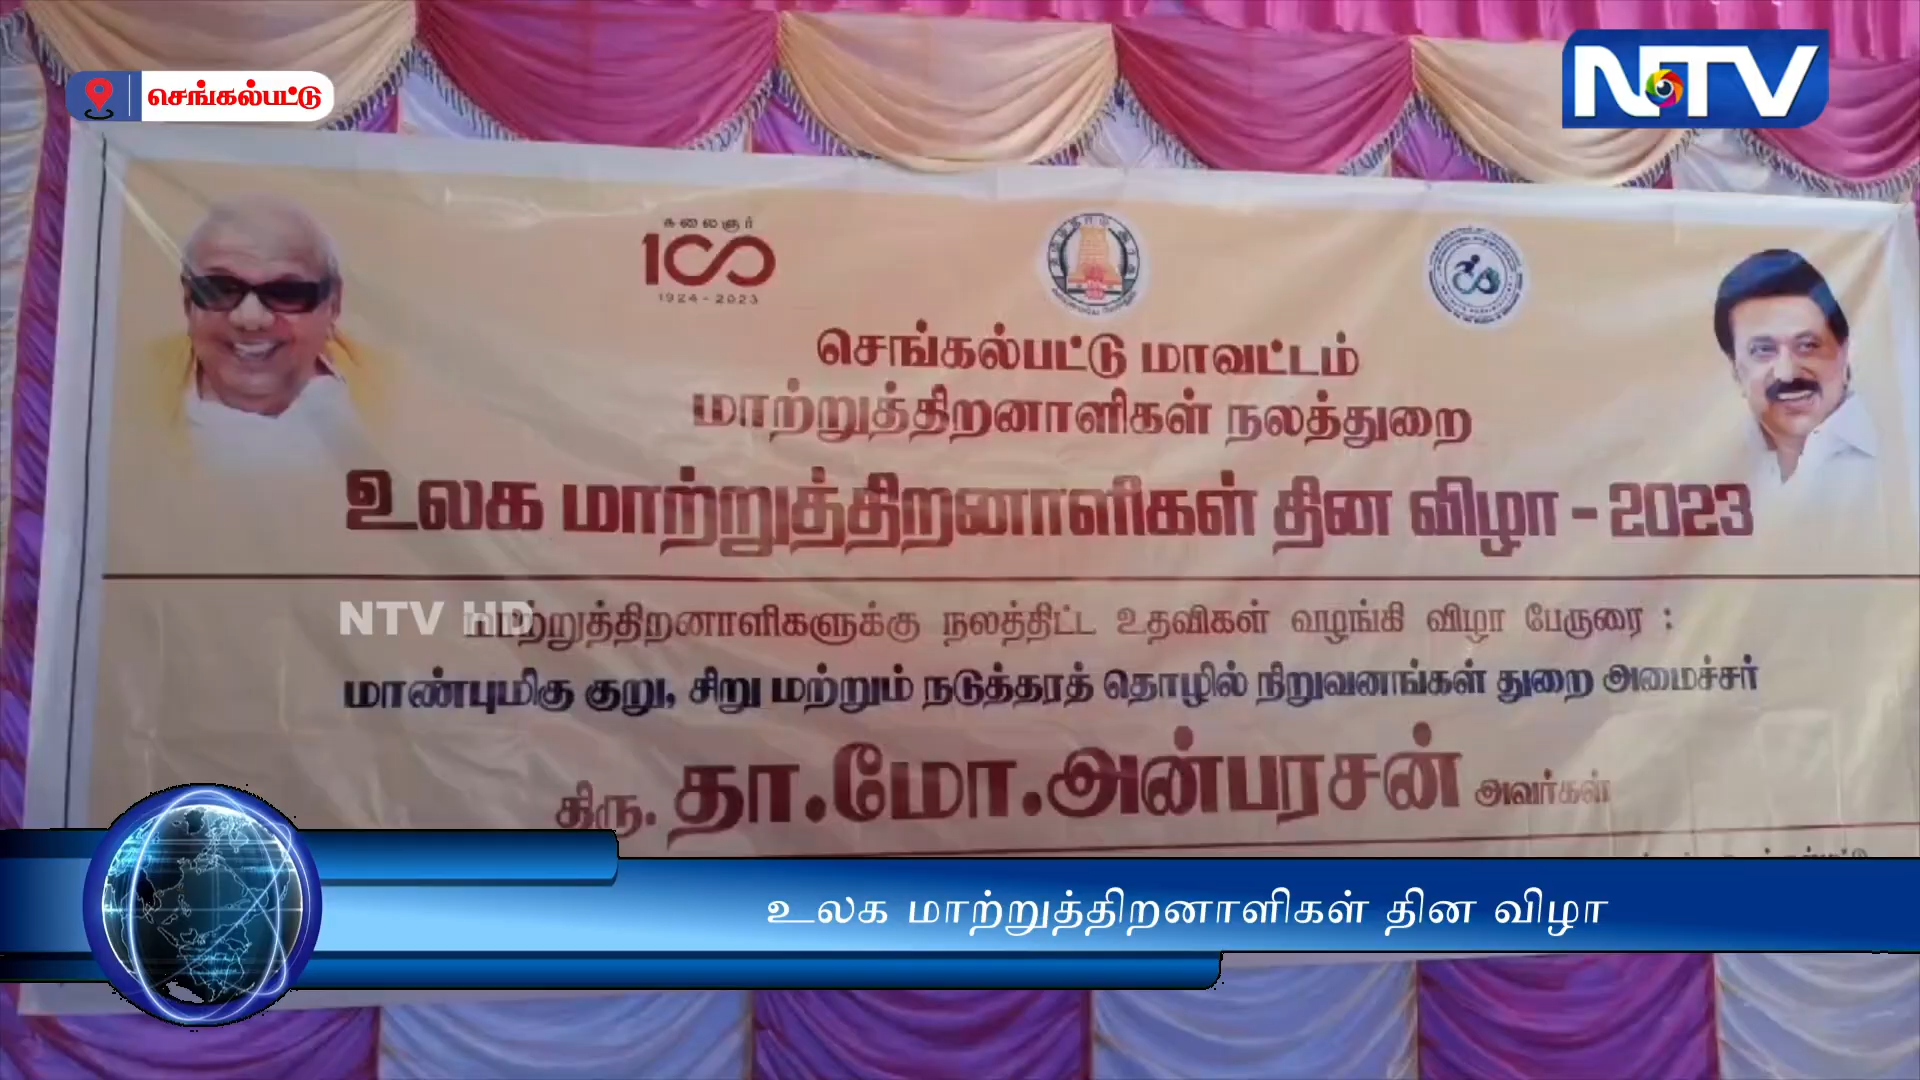 செங்கல்பட்டு
NTV
கலைஞர்
100
1924 - 2023
செங்கல்பட்டு மாவட்டம்
மாற்றுத்திறனாளிகள் நலத்துறை
உலக மாற்றுத்திறனாளிகள் தின விழா - 2023
NTV HD
மாற்றுத்திறனாளிகளுக்கு நலத்திட்ட உதவிகள் வழங்கி விழா பேருரை :
மாண்புமிகு குறு, சிறு மற்றும் நடுத்தரத் தொழில் நிறுவனங்கள் துறை அமைச்சர்
திரு. தா.மோ.அன்பரசன் அவர்கள்
உலக மாற்றுத்திறனாளிகள் தின விழா